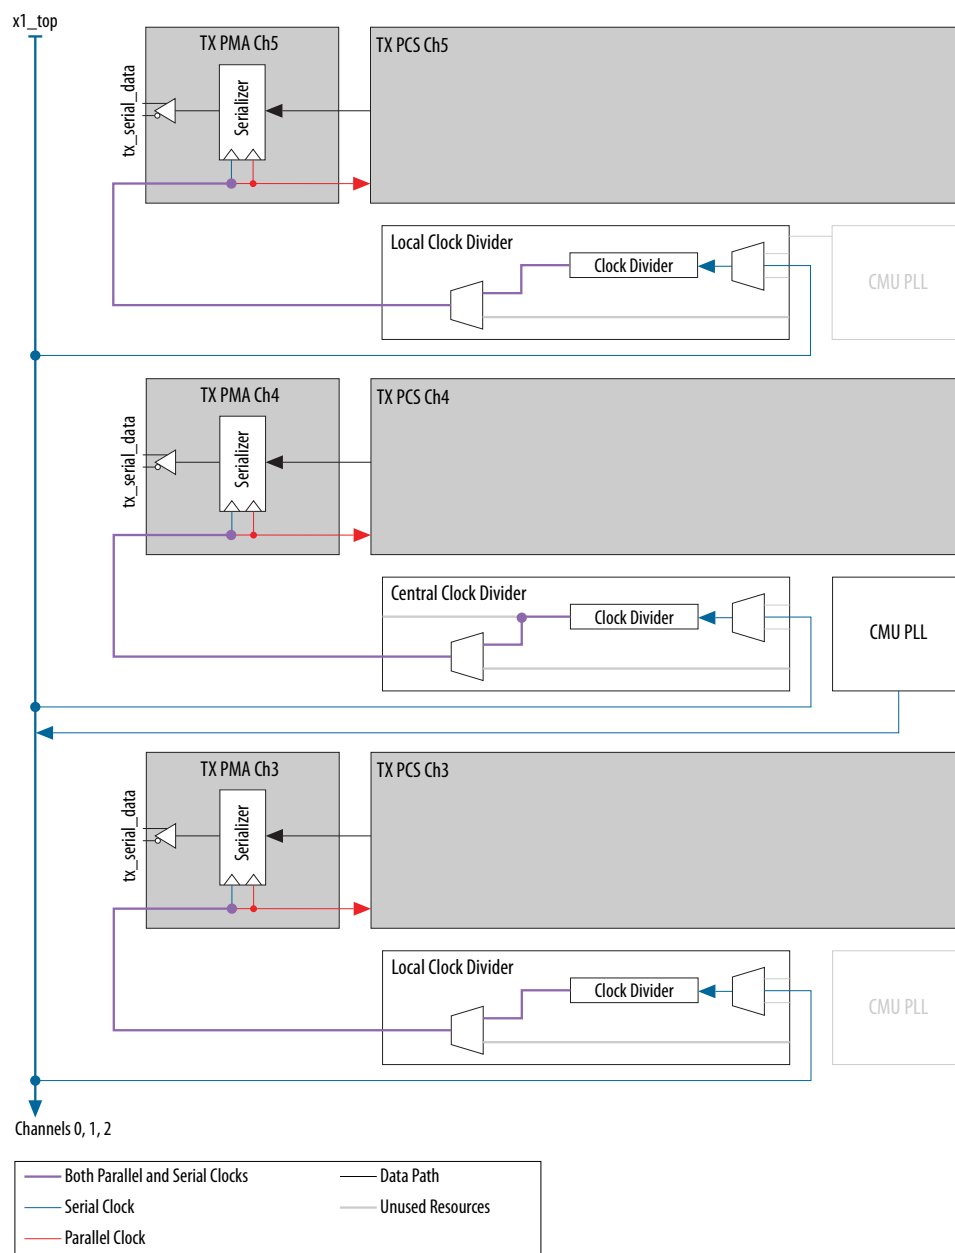 x1_top
TX PMA Ch5
TX PCS Ch5
tx_serial_data
Serializer
Local Clock Divider
Clock Divider
CMU PLL
TX PMA Ch4
TX PCS Ch4
tx_serial_data
Serializer
Central Clock Divider
Clock Divider
CMU PLL
TX PMA Ch3
TX PCS Ch3
tx_serial_data
Serializer
Local Clock Divider
Clock Divider
CMU PLL
Channels 0, 1, 2
Both Parallel and Serial Clocks
Data Path
Serial Clock
Unused Resources
Parallel Clock